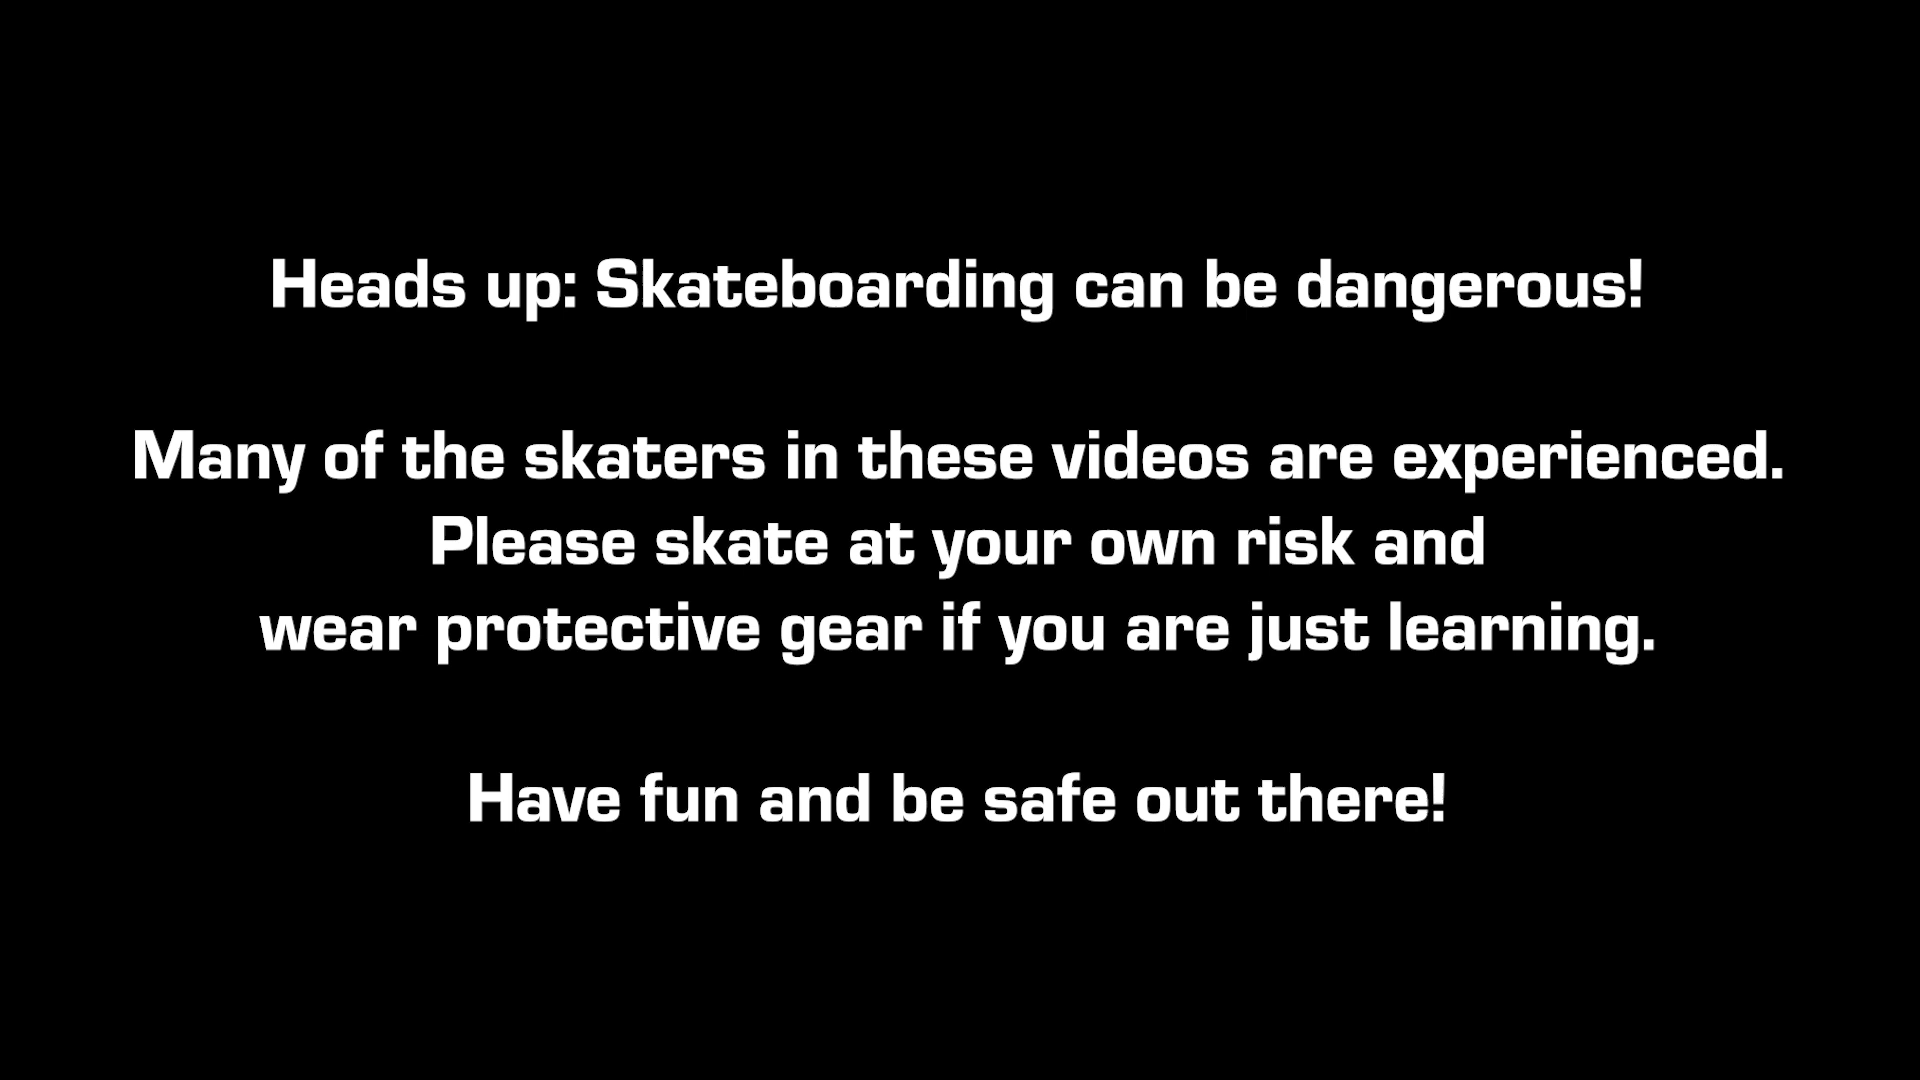 Heads up: Skateboarding can be dangerous!
Many of the skaters in these videos are experienced.
Please skate at your own risk and
wear protective gear if you are just learning.
Have fun and be safe out there!